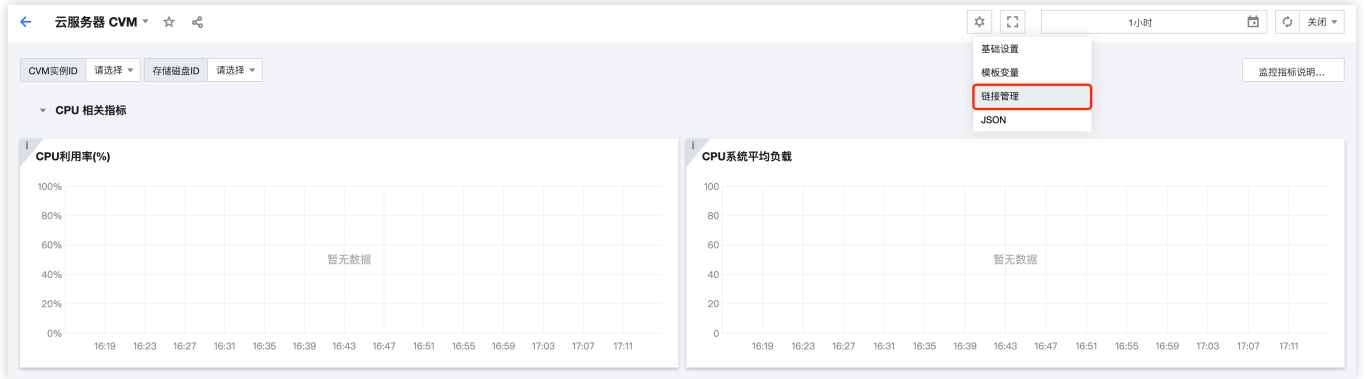 云服务器 CVM
1小时
关闭
基础设置
模板变量
链接管理
JSON
CVM实例ID 请选择 存储磁盘ID 请选择
监控指标说明...
CPU 相关指标
i
CPU利用率(%)
100%
80%
60%
40%
20%
0%
暂无数据
16:19 16:23 16:27 16:31 16:35 16:39 16:43 16:47 16:51 16:55 16:59 17:03 17:07 17:11
i
CPU系统平均负载
100
80
60
40
20
0
暂无数据
16:19 16:23 16:27 16:31 16:35 16:39 16:43 16:47 16:51 16:55 16:59 17:03 17:07 17:11